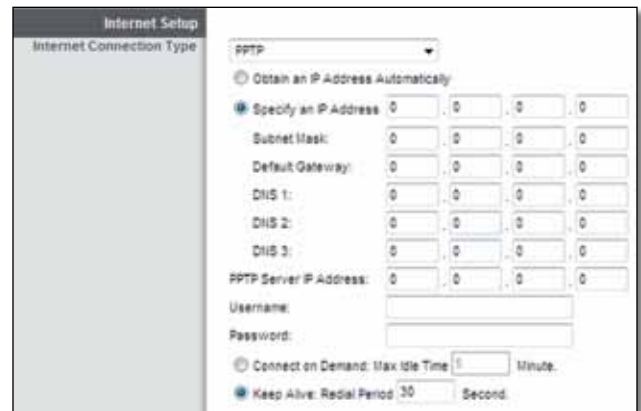 Internet Setup
Internet Connection Type
PPTP
Obtain an IP Address Automatically
Specify an IP Address 0 . 0 . 0 . 0
Subnet Mask: 0 . 0 . 0 . 0
Default Gateway: 0 . 0 . 0 . 0
DNS 1: 0 . 0 . 0 . 0
DNS 2: 0 . 0 . 0 . 0
DNS 3: 0 . 0 . 0 . 0
PPTP Server IP Address: 0 . 0 . 0 . 0
Username:
Password:
Connect on Demand: Max Idle Time 5 Minute.
Keep Alive: Redial Period 30 Second.